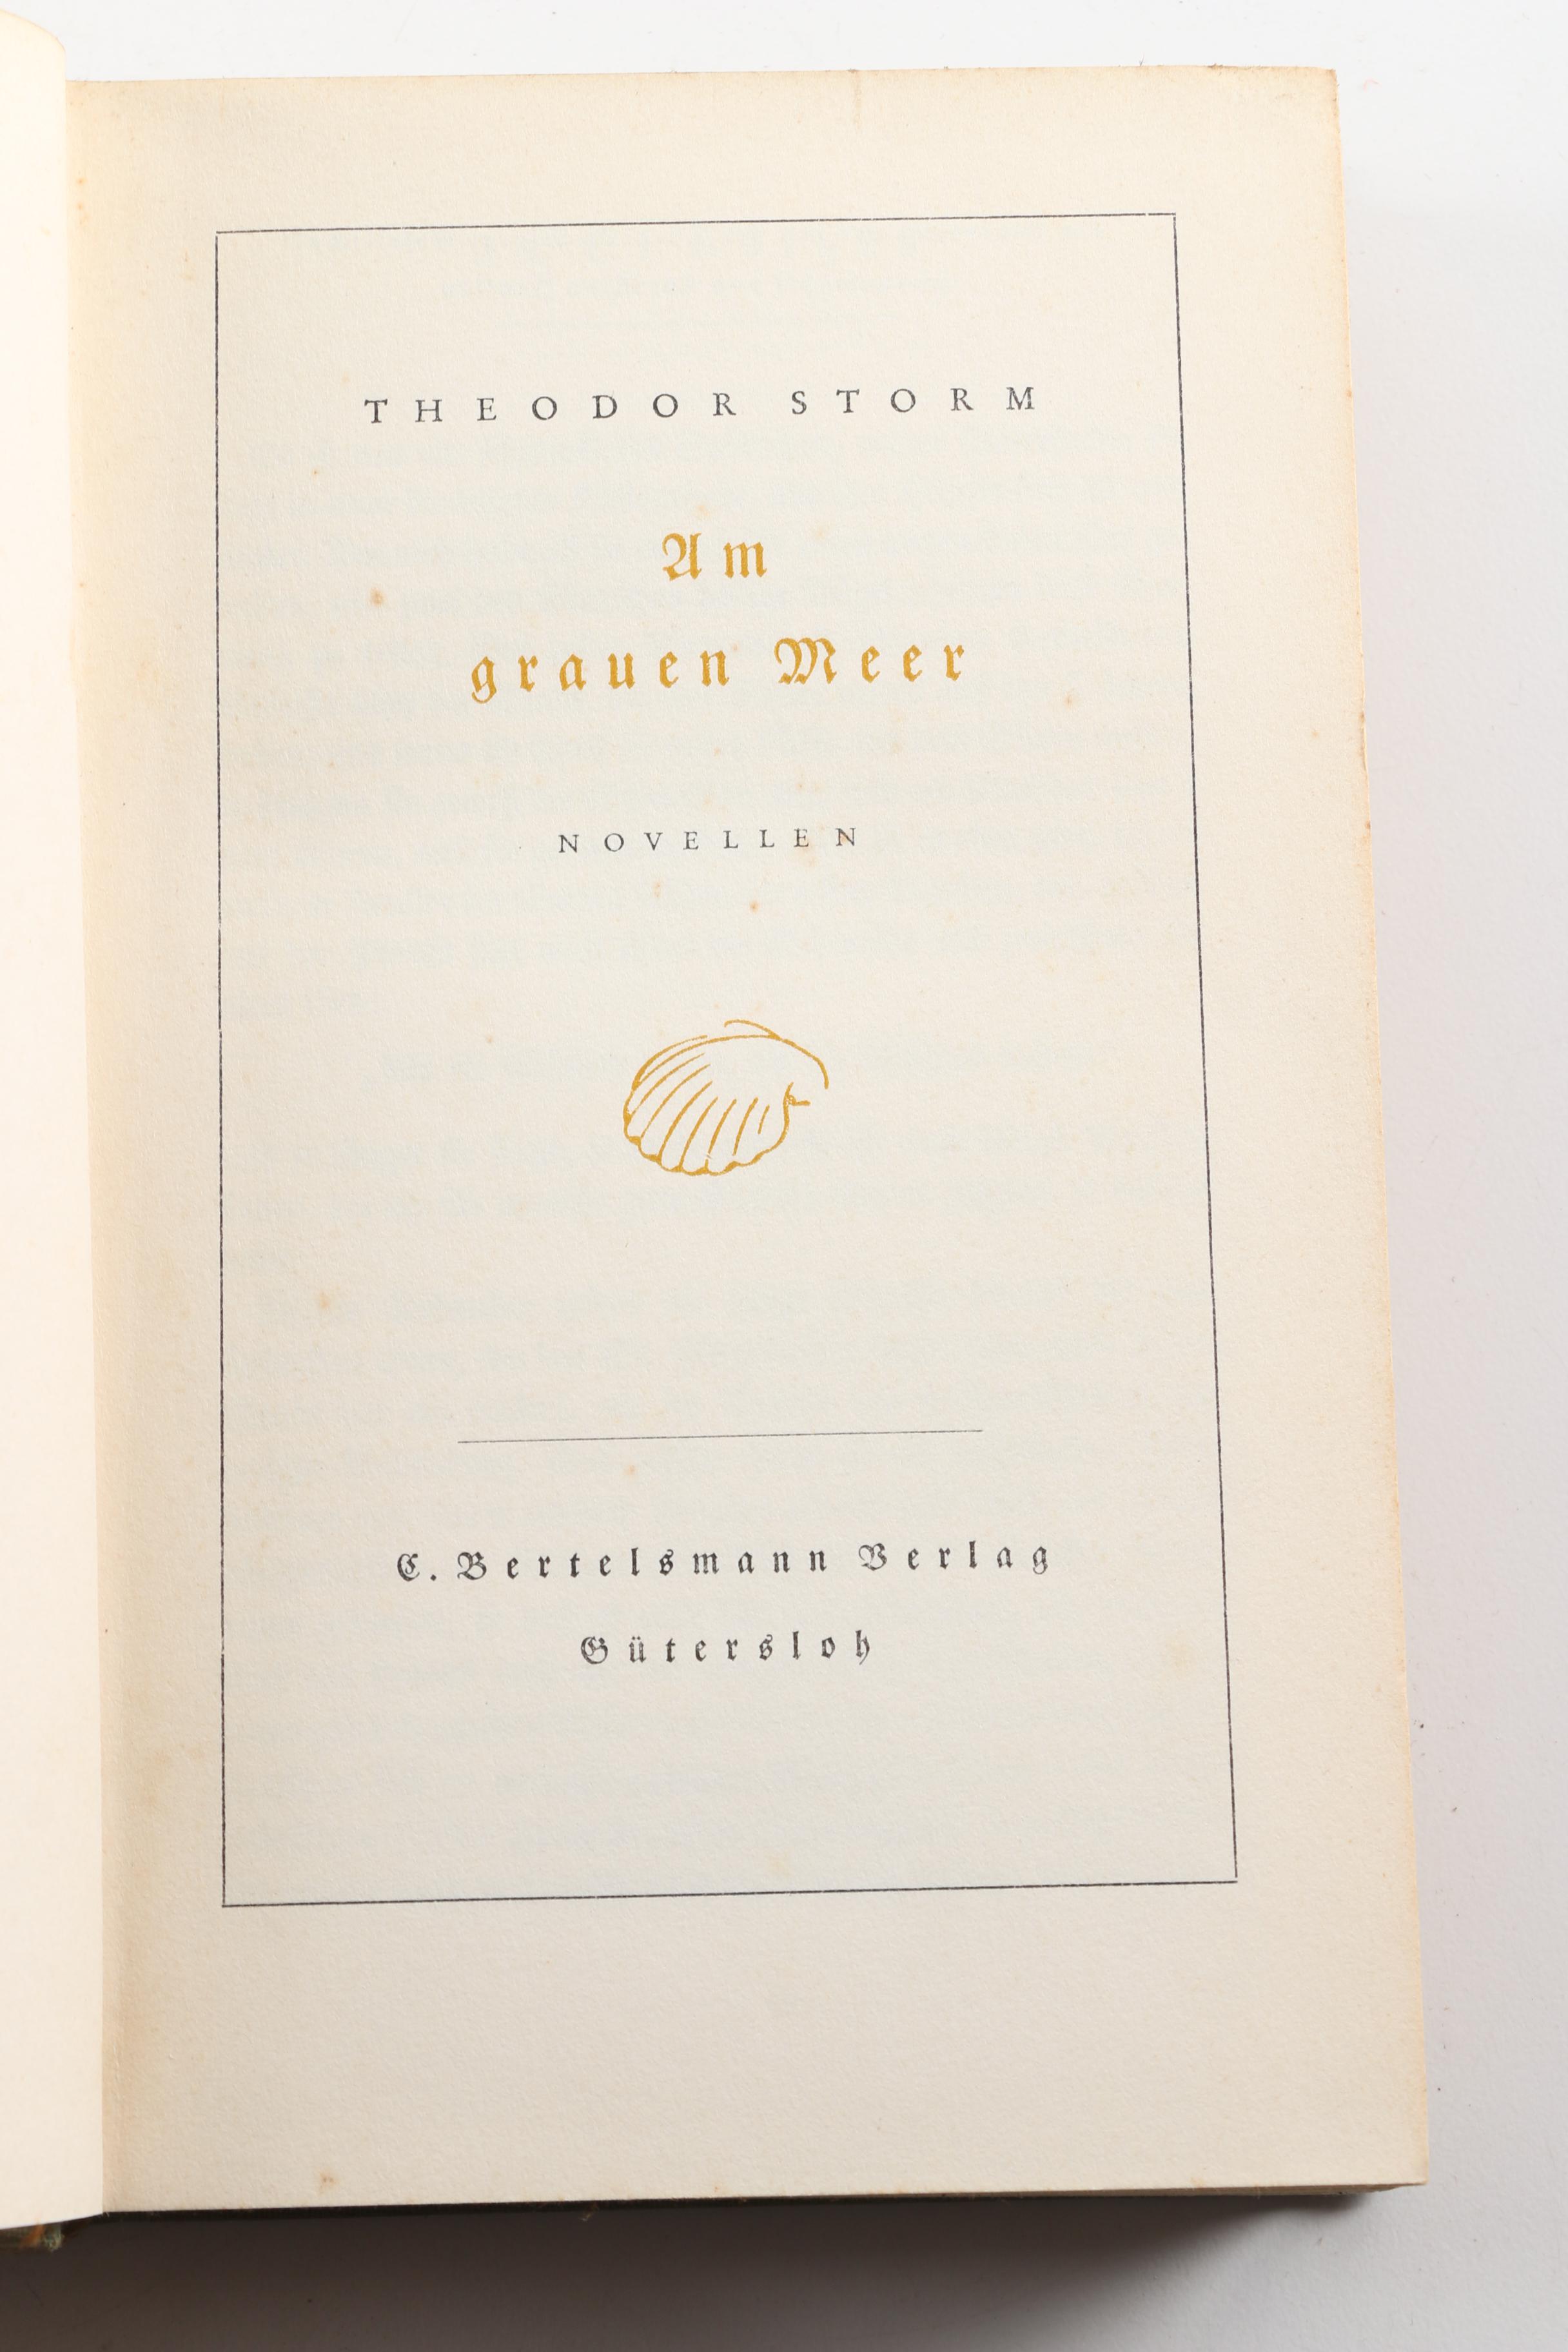 THEODOR STORM
Am
grauen Meer
NOVELLEN
C. Bertelsmann Verlag
Gütersloh